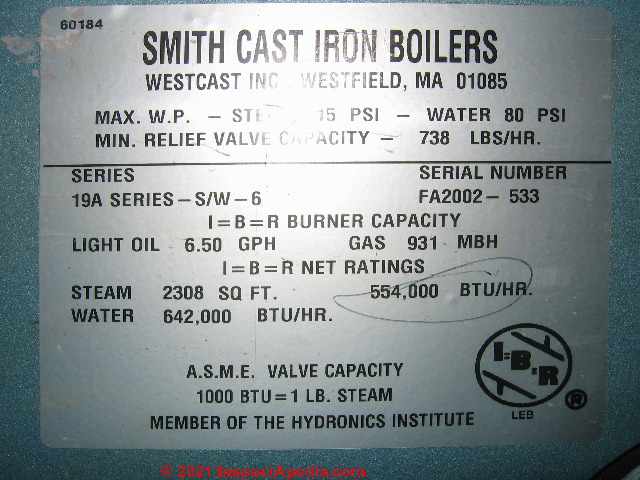 60184
SMITH CAST IRON BOILERS
WESTCAST INC. WESTFIELD, MA 01085
MAX. W.P. – STE 15 PSI – WATER 80 PSI
MIN. RELIEF VALVE CAPACITY – 738 LBS/HR.
SERIES SERIAL NUMBER
19A SERIES – S/W – 6 FA2002 – 533
I=B=R BURNER CAPACITY
LIGHT OIL 6.50 GPH GAS 931 MBH
I=B=R NET RATINGS
STEAM 2308 SQ FT. 554,000 BTU/HR.
WATER 642,000 BTU/HR.
A.S.M.E. VALVE CAPACITY
1000 BTU=1 LB. STEAM
MEMBER OF THE HYDRONICS INSTITUTE
I=B=R
®
LEB
© 2021 InspectApedia.com